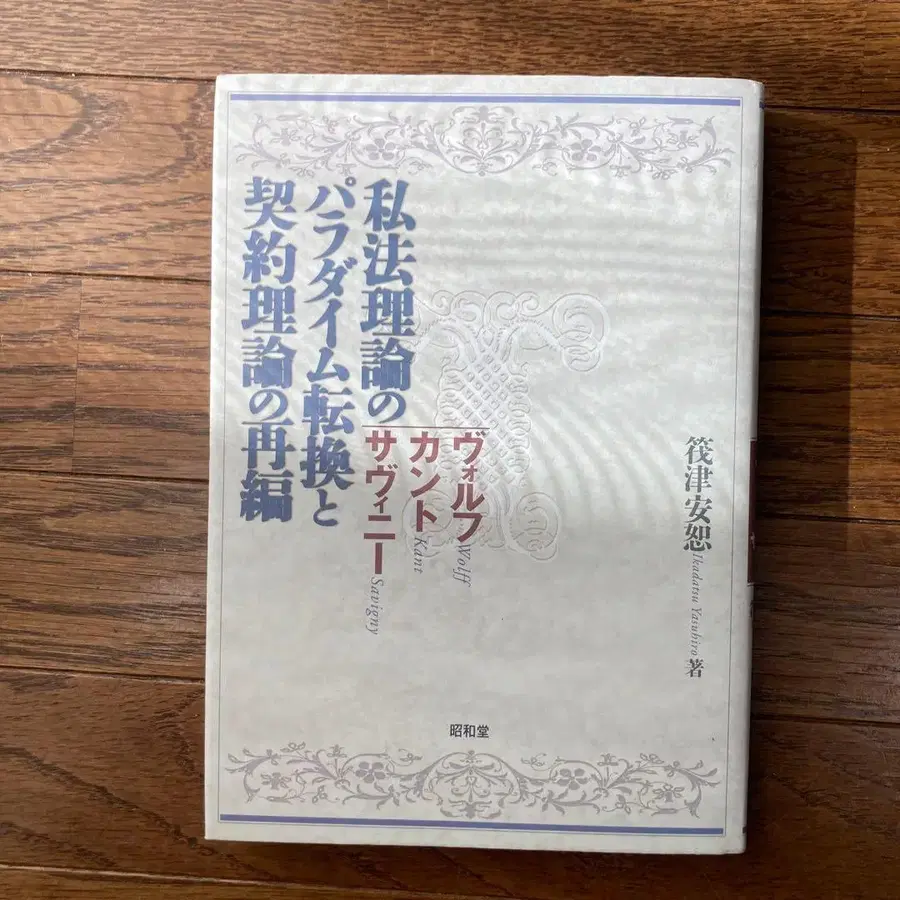 私法理論の
パラダイム転換と
契約理論の再編
ヴォルフ Wolff
カント Kant
サヴィニー Savigny
筏津安恕 Ikadatsu Yasuhiro 著
昭和堂